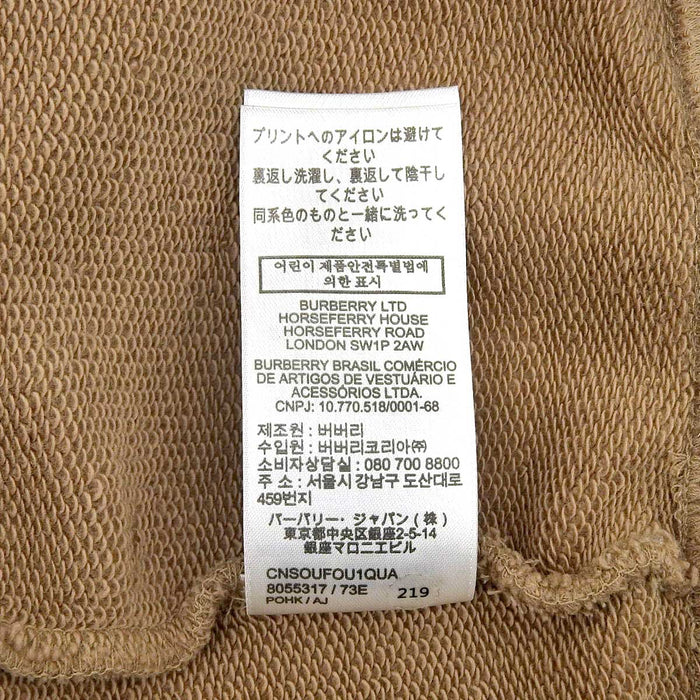 プリントへのアイロンは避けて
ください
裏返し洗濯し、裏返して陰干し
てください
同系色のものと一緒に洗ってく
ださい
어린이 제품안전특별법에
의한 표시
BURBERRY LTD
HORSEFERRY HOUSE
HORSEFERRY ROAD
LONDON SW1P 2AW
BURBERRY BRASIL COMÉRCIO
DE ARTIGOS DE VESTUÁRIO E
ACESSÓRIOS LTDA.
CNPJ: 10.770.518/0001-68
제조원 : 버버리
수입원 : 버버리코리아㈜
소비자상담실 : 080 700 8800
주 소 : 서울시 강남구 도산대로
459번지
バーバリー・ジャパン(株)
東京都中央区銀座2-5-14
銀座マロニエビル
CNSOUFOU1QUA
8055317 / 73E 219
POHK / AJ